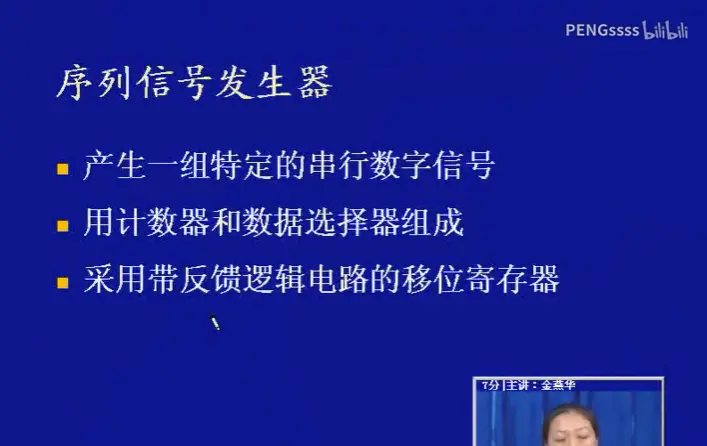 PENGssss bilibili
序列信号发生器
产生一组特定的串行数字信号
用计数器和数据选择器组成
采用带反馈逻辑电路的移位寄存器
7分|主讲:金燕华